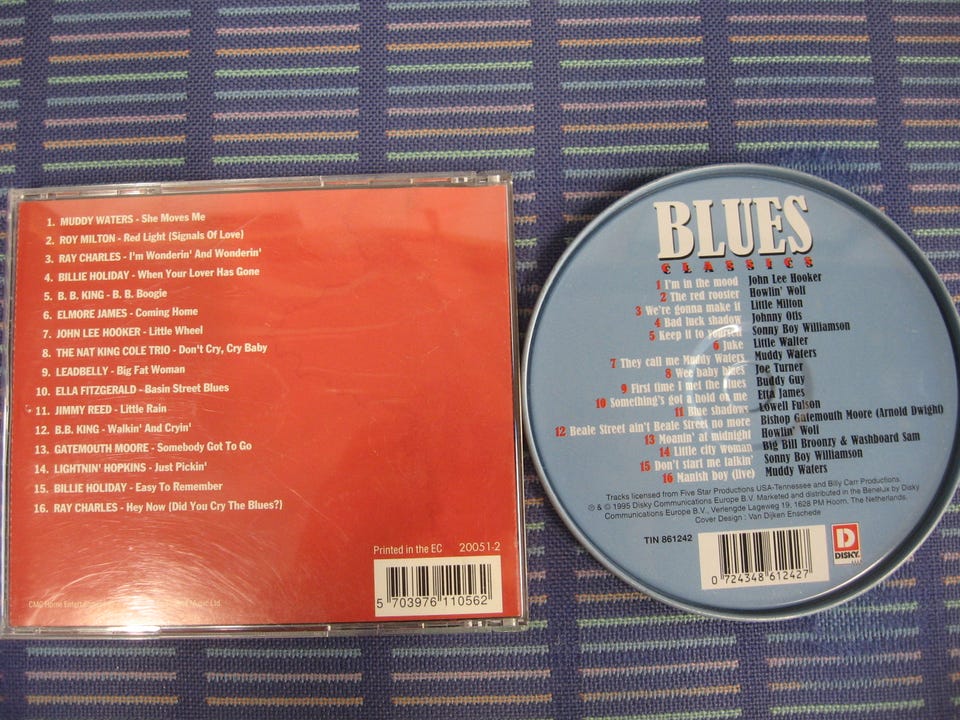 1. MUDDY WATERS - She Moves Me
2. ROY MILTON - Red Light (Signals Of Love)
3. RAY CHARLES - I'm Wonderin' And Wonderin'
4. BILLIE HOLIDAY - When Your Lover Has Gone
5. B. B. KING - B. B. Boogie
6. ELMORE JAMES - Coming Home
7. JOHN LEE HOOKER - Little Wheel
8. THE NAT KING COLE TRIO - Don't Cry, Cry Baby
9. LEADBELLY - Big Fat Woman
10. ELLA FITZGERALD - Basin Street Blues
11. JIMMY REED - Little Rain
12. B.B. KING - Walkin' And Cryin'
13. GATEMOUTH MOORE - Somebody Got To Go
14. LIGHTNIN' HOPKINS - Just Pickin'
15. BILLIE HOLIDAY - Easy To Remember
16. RAY CHARLES - Hey Now (Did You Cry The Blues?)
Printed in the EC 20051-2
5 703976 110562
CMC Home Music Ltd.
BLUES
CLASSICS
1 I'm in the mood John Lee Hooker
2 The red rooster Howlin' Wolf
3 We're gonna make it Little Milton
4 Bad luck shadow Johnny Otis
5 Keep it to yourself Sonny Boy Williamson
6 Juke Little Walter
7 They call me Muddy Waters Muddy Waters
8 Wee baby blues Joe Turner
9 First time I met the blues Buddy Guy
10 Something's got a hold on me Etta James
11 Blue shadows Lowell Fulson
12 Beale Street ain't Beale Street no more Bishop Gatemouth Moore (Arnold Dwight)
13 Moanin' at midnight Howlin' Wolf
14 Little city woman Big Bill Broonzy & Washboard Sam
15 Don't start me talkin' Sonny Boy Williamson
16 Manish boy (live) Muddy Waters
Tracks licensed from Five Star Productions USA-Tennessee and Billy Carr Productions
℗ & © 1995 Disky Communications Europe B.V. Marketed and distributed in the Benelux by Disky
Communications Europe B.V., Verlengde Lageweg 19, 1628 PM Hoorn, The Netherlands.
Cover Design : Van Dijken Enschede
TIN 861242
0 724348 612427
D
DISKY